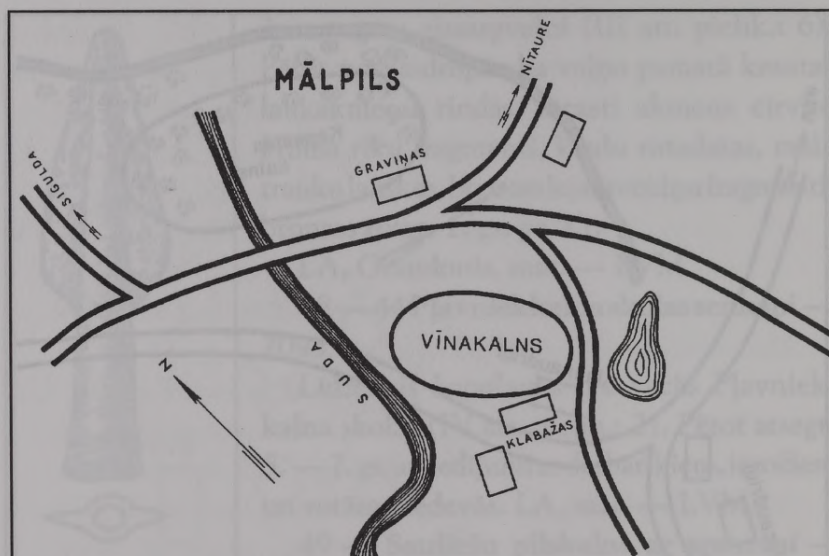 MĀLPILS
NĪTAURE
GRAVIŅAS
SIGULDA
SUDA
VĪNAKALNS
N
KLABAŽAS